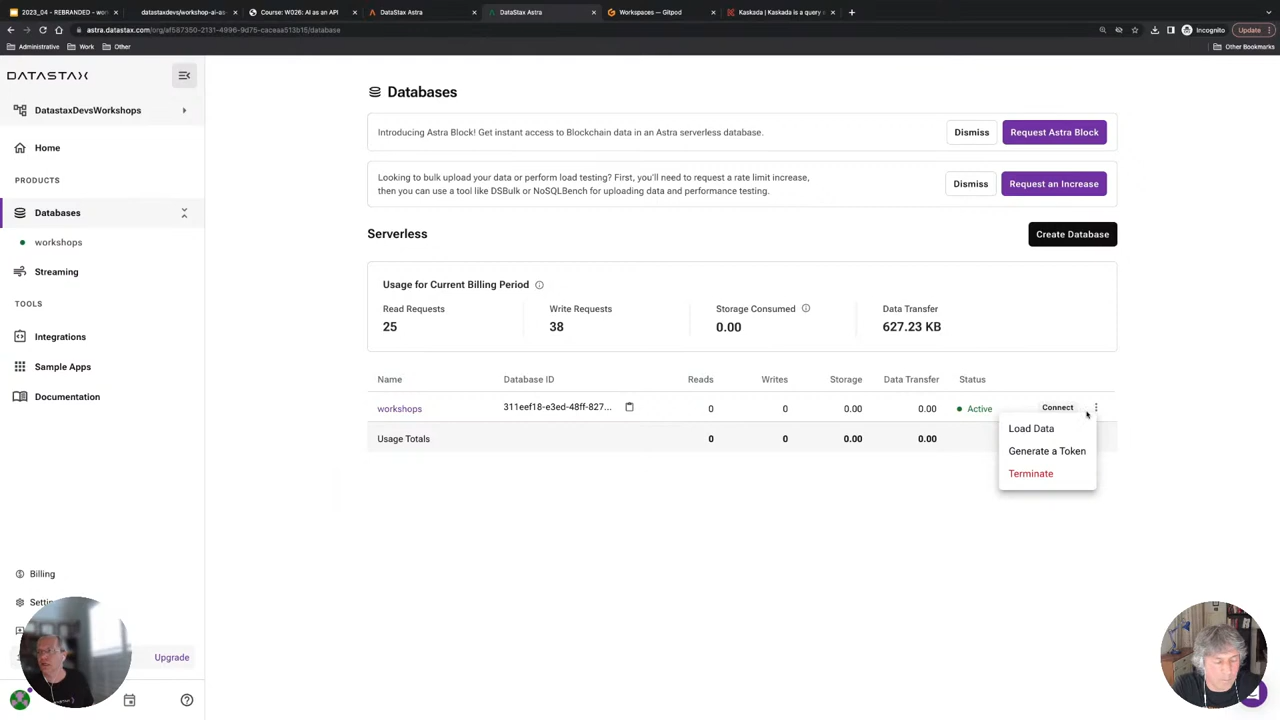 2023_04 - REBRANDED - wor
datastaxdevs/workshop-ai-as
Course: W026: AI as an API
DataStax Astra
DataStax Astra
Workspaces — Gitpod
Kaskada | Kaskada is a query e
astra.datastax.com/org/af587350-2131-4996-9d75-caceaa513b15/database
Incognito
Update
Administrative
Work
Other
Other Bookmarks
DATASTAX
DatastaxDevsWorkshops
Home
PRODUCTS
Databases
workshops
Streaming
TOOLS
Integrations
Sample Apps
Documentation
Billing
Upgrade
Databases
Introducing Astra Block! Get instant access to Blockchain data in an Astra serverless database.
Dismiss
Request Astra Block
Looking to bulk upload your data or perform load testing? First, you'll need to request a rate limit increase,
then you can use a tool like DSBulk or NoSQLBench for uploading data and performance testing.
Dismiss
Request an Increase
Serverless
Create Database
Usage for Current Billing Period
Read Requests
25
Write Requests
38
Storage Consumed
0.00
Data Transfer
627.23 KB
Name Database ID Reads Writes Storage Data Transfer Status
workshops 311eef18-e3ed-48ff-827... 0 0 0.00 0.00 Active Connect
Usage Totals 0 0 0.00 0.00
Load Data
Generate a Token
Terminate